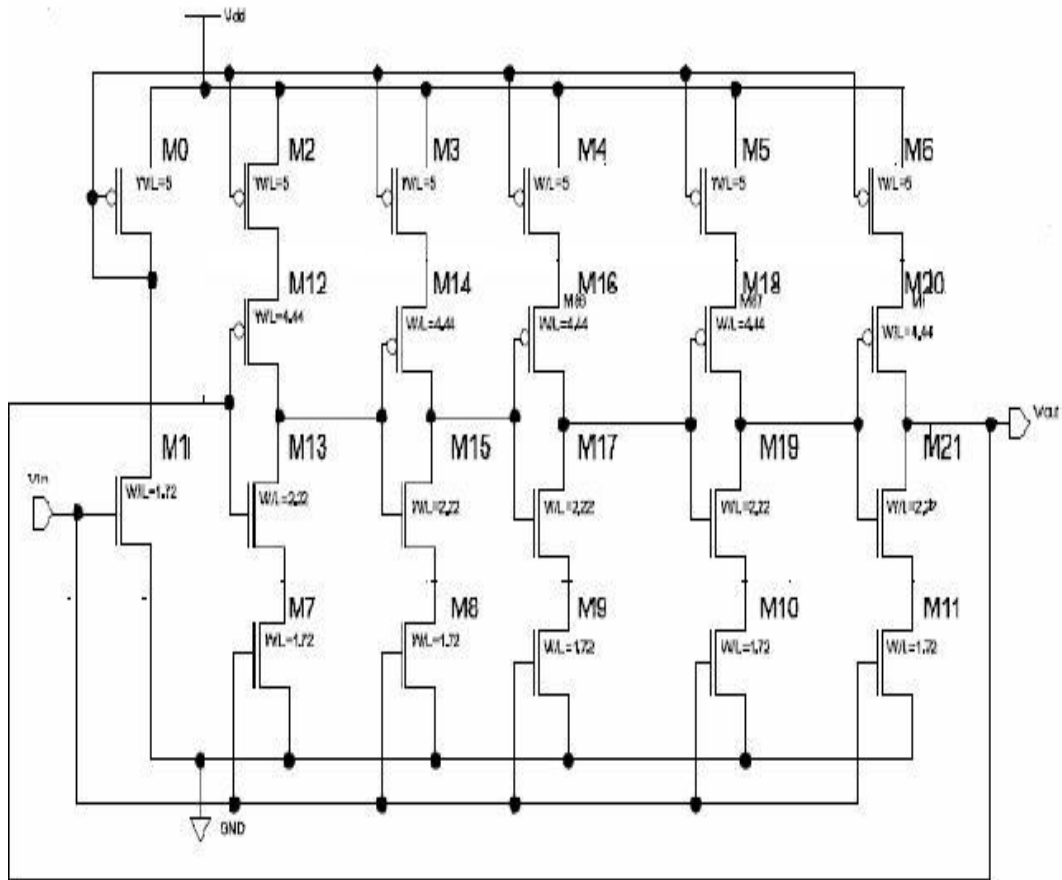 Vdd
M0 M2 M3 M4 M5 M6
W/L=5 W/L=5 W/L=5 W/L=5 W/L=5 W/L=5
M12 M14 M16 M18 M20
W/L=4.44 W/L=4.44 W/L=4.44 W/L=4.44 W/L=4.44
Vout
M1 M13 M15 M17 M19 M21
Vin
W/L=1.72 W/L=2.22 W/L=2.22 W/L=2.22 W/L=2.22 W/L=2.22
M7 M8 M9 M10 M11
W/L=1.72 W/L=1.72 W/L=1.72 W/L=1.72 W/L=1.72
GND